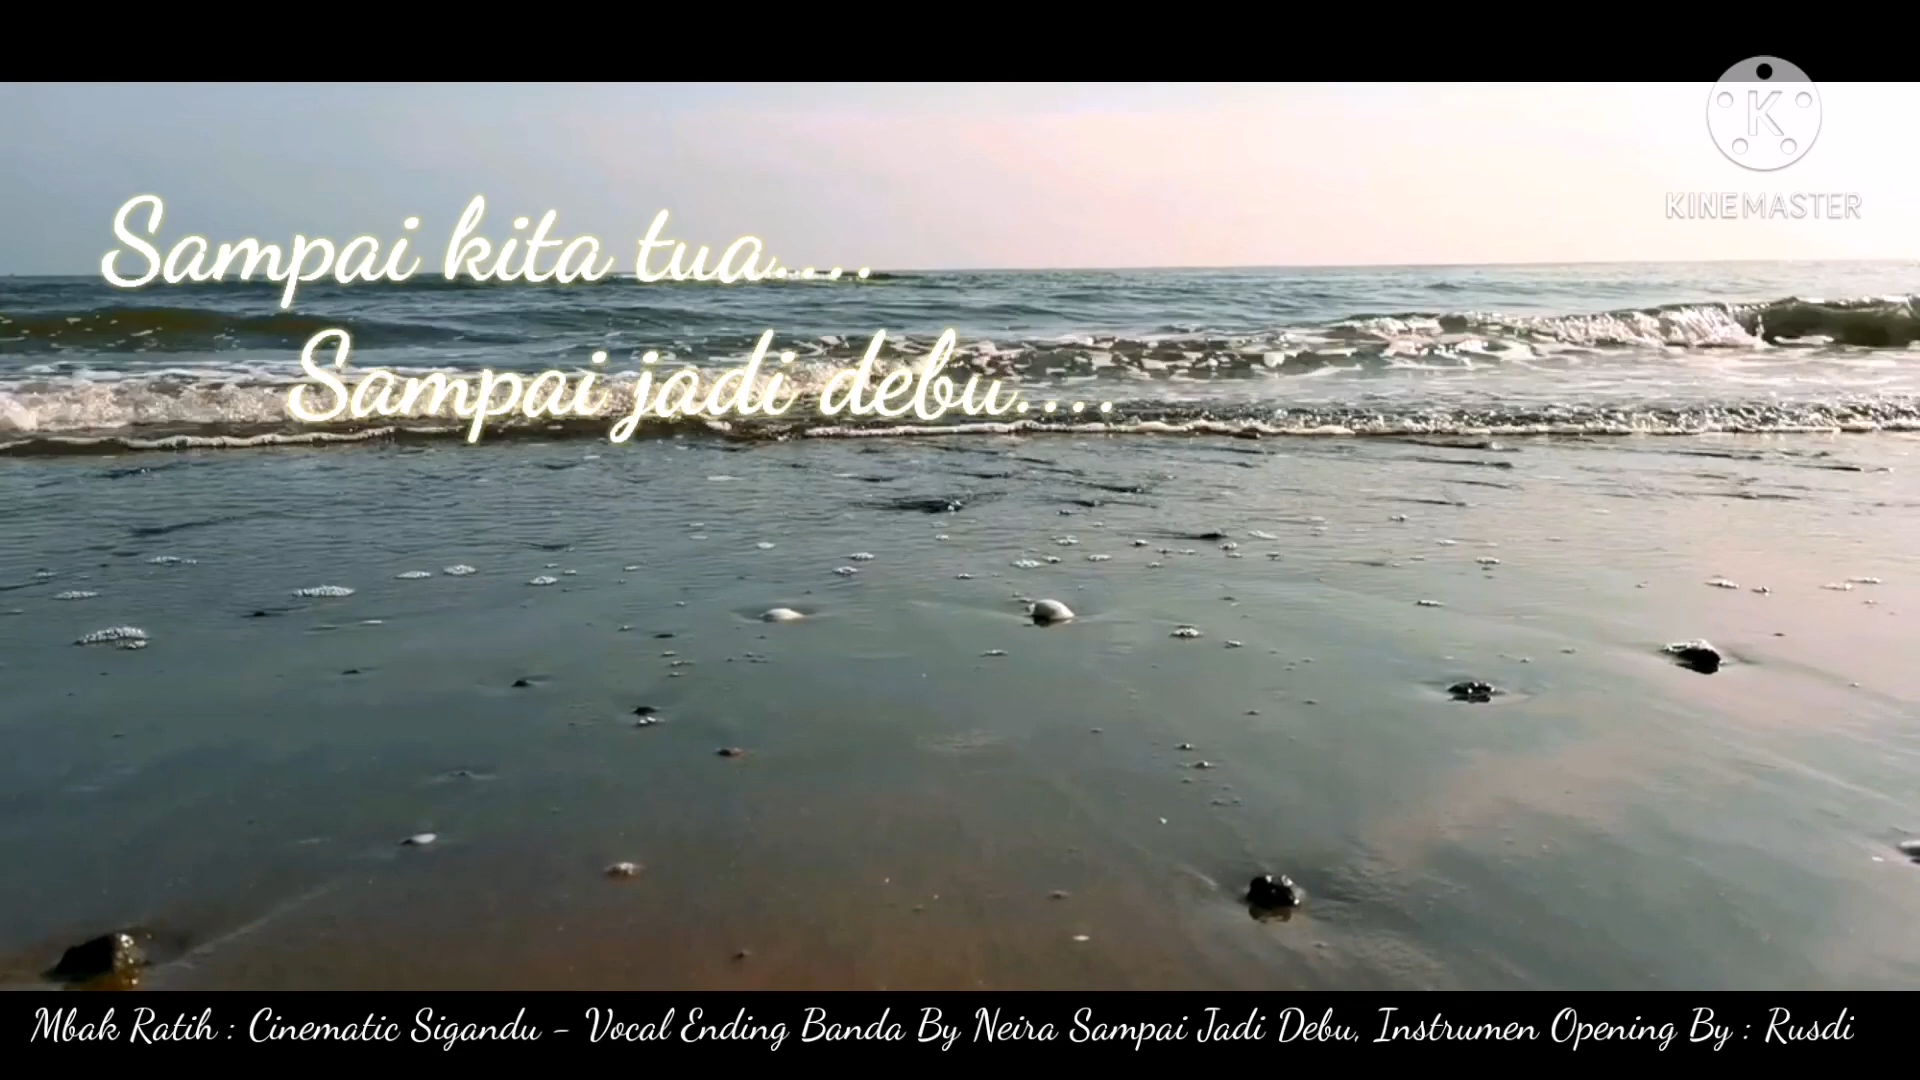 K
KINEMASTER
Sampai kita tua....
Sampai jadi debu....
Mbak Ratih : Cinematic Sigandu - Vocal Ending Banda By Neira Sampai Jadi Debu, Instrumen Opening By : Rusdi